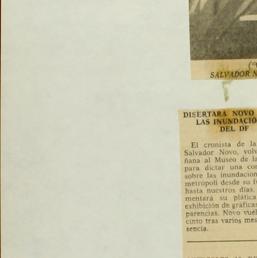 SALVADOR N
DISERTARA NOVO
LAS INUNDACIO
DEL DF
El cronista de la
Salvador Novo, volv
ñana al Museo de la
para dictar una con
sobre las inundacion
metrópoli desde su f
hasta nuestros días.
mentará su plática
exhibición de gráficas
parencias. Novo vuel
cinto tras varios mes
sencia.